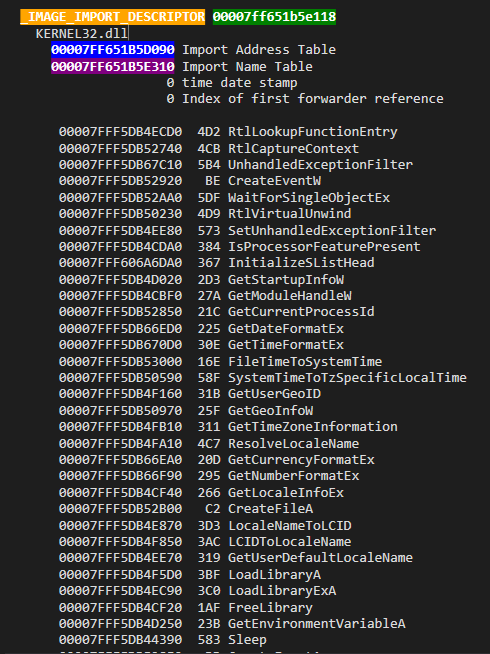 _IMAGE_IMPORT_DESCRIPTOR 00007ff651b5e118
KERNEL32.dll
00007FF651B5D090 Import Address Table
00007FF651B5E310 Import Name Table
0 time date stamp
0 Index of first forwarder reference
00007FFF5DB4ECD0 4D2 RtlLookupFunctionEntry
00007FFF5DB52740 4CB RtlCaptureContext
00007FFF5DB67C10 5B4 UnhandledExceptionFilter
00007FFF5DB52920 BE CreateEventW
00007FFF5DB52AA0 5DF WaitForSingleObjectEx
00007FFF5DB50230 4D9 RtlVirtualUnwind
00007FFF5DB4EE80 573 SetUnhandledExceptionFilter
00007FFF5DB4CDA0 384 IsProcessorFeaturePresent
00007FFF606A6DA0 367 InitializeSListHead
00007FFF5DB4D020 2D3 GetStartupInfoW
00007FFF5DB4CBF0 27A GetModuleHandleW
00007FFF5DB52850 21C GetCurrentProcessId
00007FFF5DB66ED0 225 GetDateFormatEx
00007FFF5DB670D0 30E GetTimeFormatEx
00007FFF5DB53000 16E FileTimeToSystemTime
00007FFF5DB50590 58F SystemTimeToTzSpecificLocalTime
00007FFF5DB4F160 31B GetUserGeoID
00007FFF5DB50970 25F GetGeoInfoW
00007FFF5DB4FB10 311 GetTimeZoneInformation
00007FFF5DB4FA10 4C7 ResolveLocaleName
00007FFF5DB66EA0 20D GetCurrencyFormatEx
00007FFF5DB66F90 295 GetNumberFormatEx
00007FFF5DB4CF40 266 GetLocaleInfoEx
00007FFF5DB52B00 C2 CreateFileA
00007FFF5DB4E870 3D3 LocaleNameToLCID
00007FFF5DB4F850 3AC LCIDToLocaleName
00007FFF5DB4EE70 319 GetUserDefaultLocaleName
00007FFF5DB4F5D0 3BF LoadLibraryA
00007FFF5DB4EC90 3C0 LoadLibraryExA
00007FFF5DB4CF20 1AF FreeLibrary
00007FFF5DB4D250 23B GetEnvironmentVariableA
00007FFF5DB44390 583 Sleep